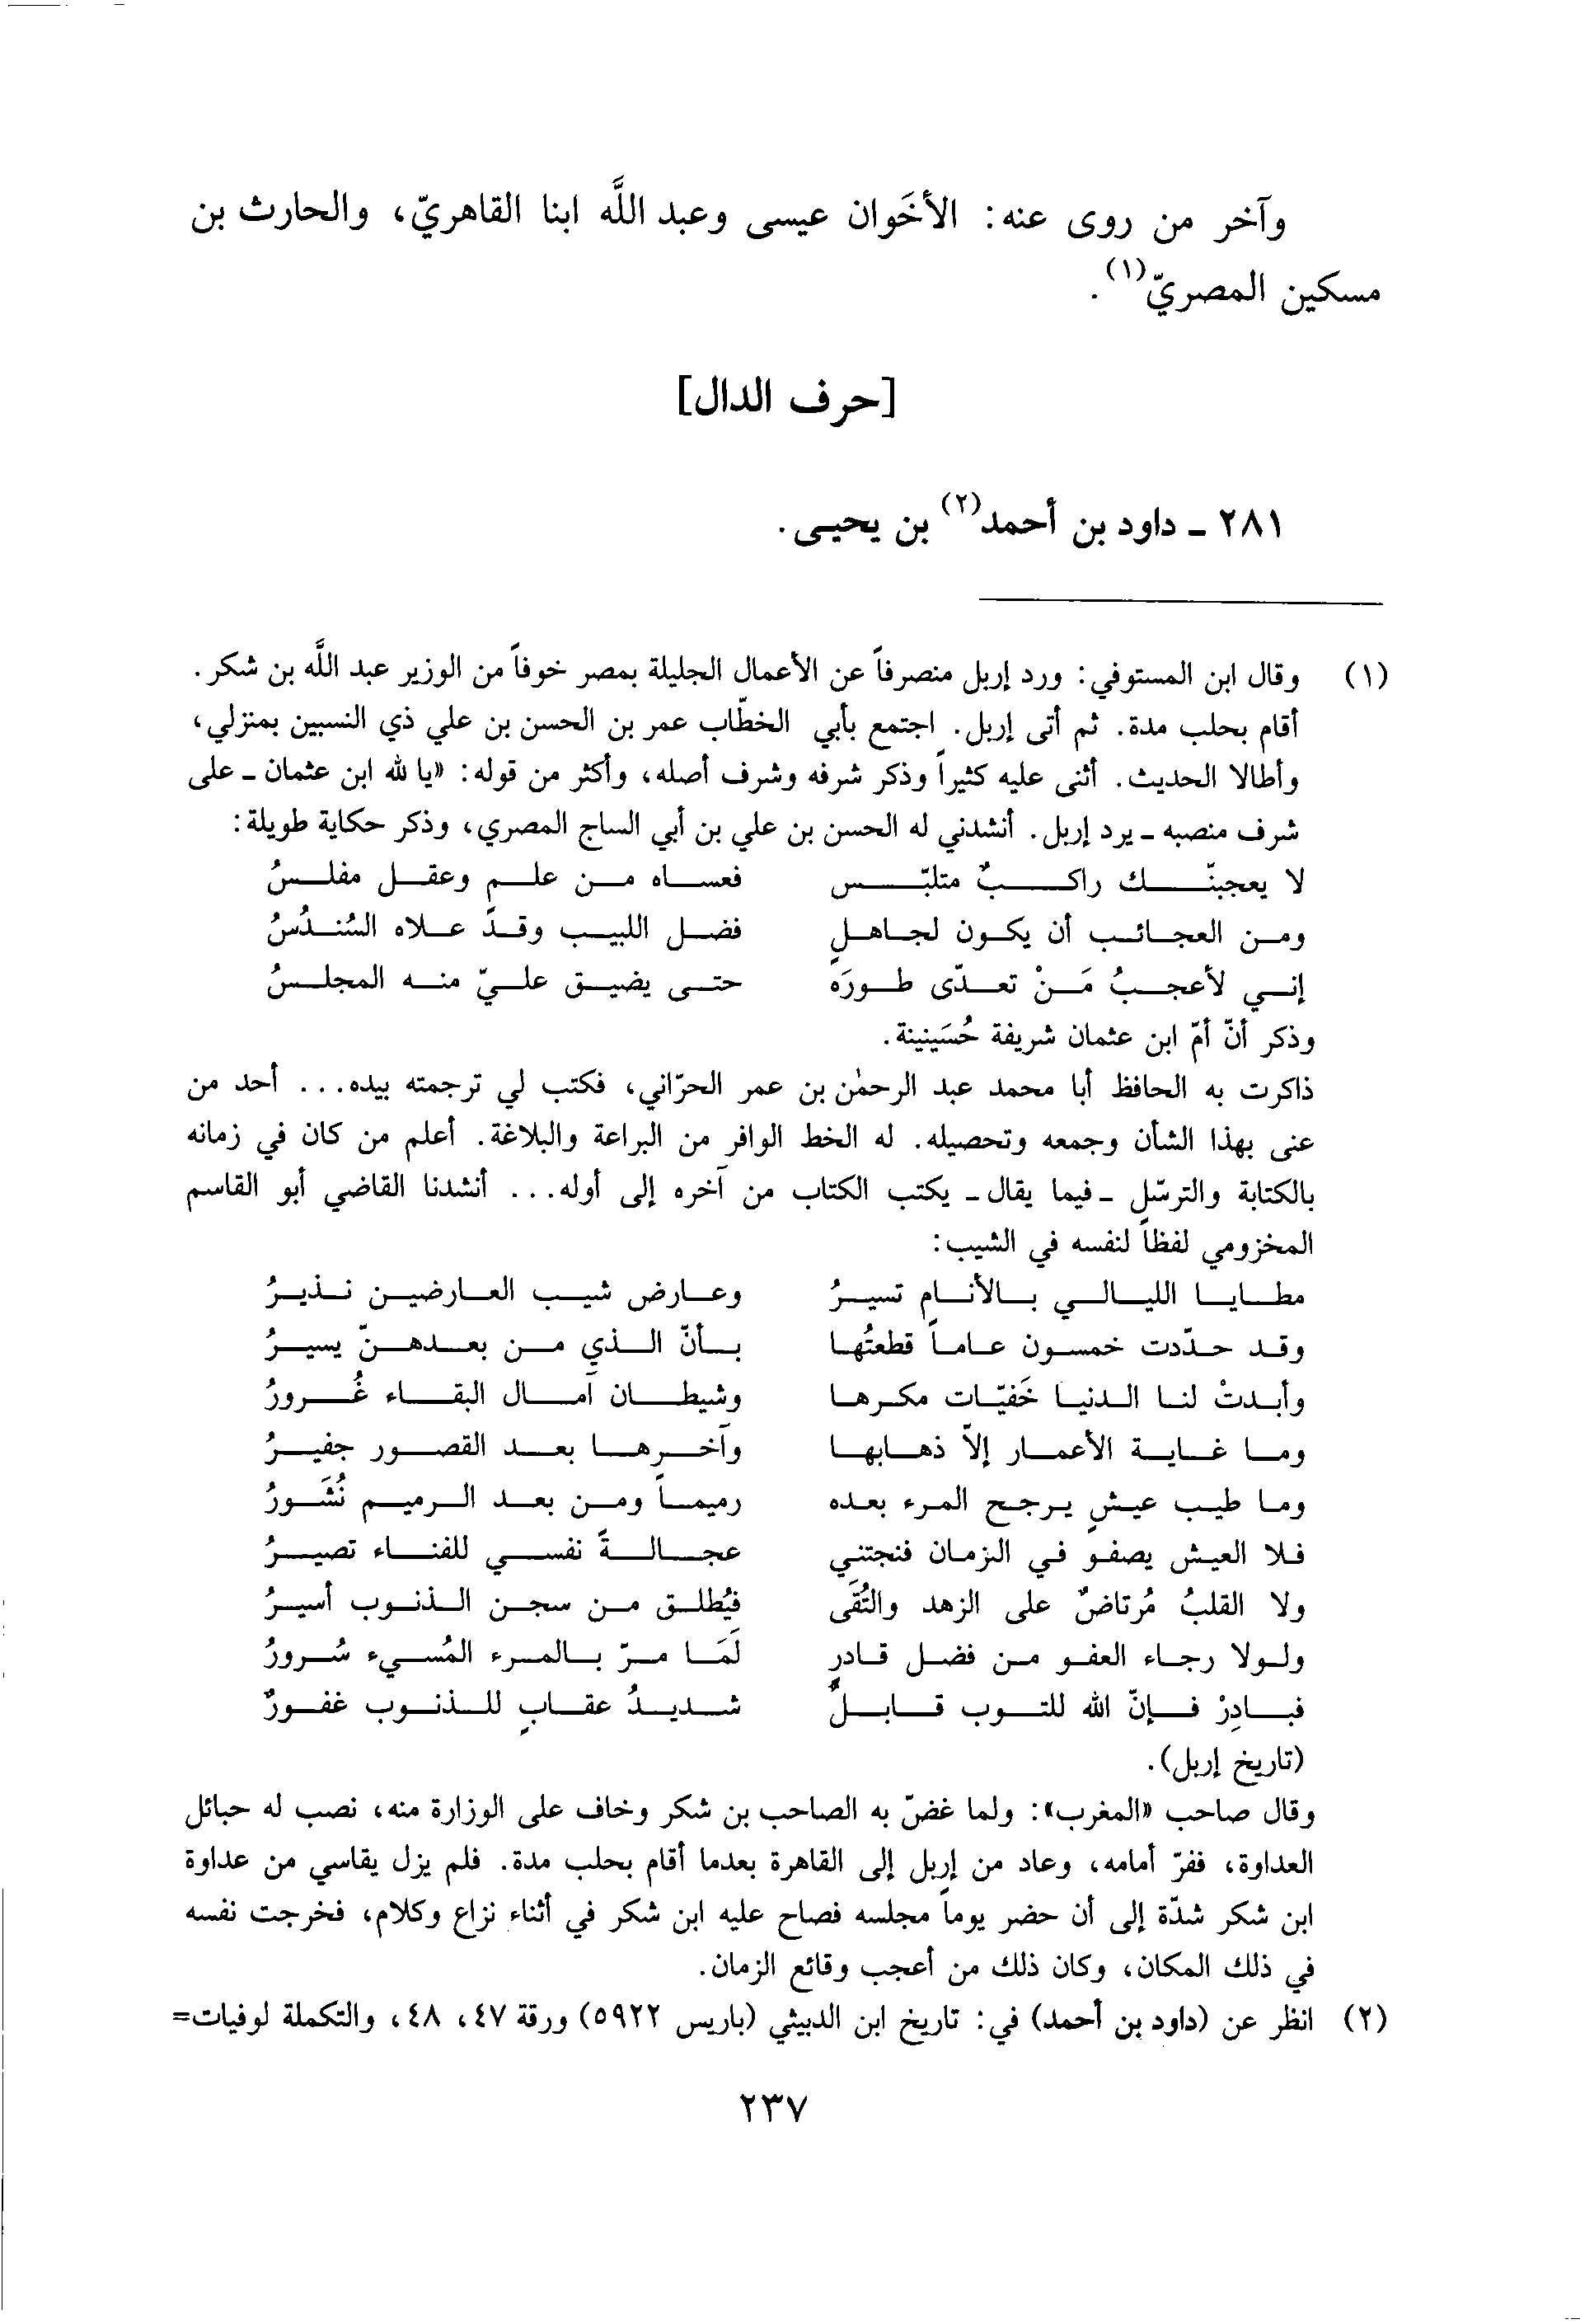 وآخر من روى عنه: الأخَوان عيسى وعبد اللَّه ابنا القاهريّ، والحارث بن
مسكين المصريّ(١).
[حرف الدال]
٢٨١ ـ داود بن أحمد(٢) بن يحيى.
(١) وقال ابن المستوفي: ورد إربل منصرفاً عن الأعمال الجليلة بمصر خوفاً من الوزير عبد اللَّه بن شكر.
أقام بحلب مدة. ثم أتى إربل. اجتمع بأبي الخطّاب عمر بن الحسن بن علي ذي النسبين بمنزلي،
وأطالا الحديث. أثنى عليه كثيراً وذكر شرفه وشرف أصله، وأكثر من قوله: «يا لله ابن عثمان ـ على
شرف منصبه ـ يرد إربل. أنشدني له الحسن بن علي بن أبي الساج المصري، وذكر حكاية طويلة:
لا يعجبنّك راكبٌ متلبّس فعساه من علم وعقل مفلسُ
ومن العجائب أن يكون لجاهلٍ فضل اللبيب وقدّ علاه السُندُسُ
إني لأعجبُ مَنْ تعدّى طورَه حتى يضيق عليّ منه المجلسُ
وذكر أنّ أمّ ابن عثمان شريفة حُسَينينة.
ذاكرت به الحافظ أبا محمد عبد الرحمٰن بن عمر الحرّاني، فكتب لي ترجمته بيده... أحد من
عنى بهذا الشأن وجمعه وتحصيله. له الخط الوافر من البراعة والبلاغة. أعلم من كان في زمانه
بالكتابة والترسّل ـ فيما يقال ـ يكتب الكتاب من آخره إلى أوله... أنشدنا القاضي أبو القاسم
المخزومي لفظاً لنفسه في الشيب:
مطايا الليالي بالأنام تسيرُ وعارض شيب العارضين نذيرُ
وقد حدّدت خمسون عاماً قطعتُها بأنّ الذي من بعدهنّ يسيرُ
وأبدتْ لنا الدنيا خَفيّات مكرها وشيطان آمال البقاء غُرورُ
وما غاية الأعمار إلاّ ذهابها وآخرها بعد القصور جفيرُ
وما طيب عيشٍ يرجح المرء بعده رميماً ومن بعد الرميم نُشَورُ
فلا العيش يصفو في الزمان فنجتني عجالةً نفسي للفناء تصيرُ
ولا القلبُ مُرتاضٌ على الزهد والتُقَى فيُطلق من سجن الذنوب أسيرُ
ولولا رجاء العفو من فضل قادرٍ لَمَا مرّ بالمرء المُسيء سُرورُ
فبادِرْ فإنّ الله للتوب قابلٌ شديدُ عقابٍ للذنوب غفورٌ
(تاريخ إربل).
وقال صاحب «المغرب»: ولما غضّ به الصاحب بن شكر وخاف على الوزارة منه، نصب له حبائل
العداوة، ففرّ أمامه، وعاد من إربل إلى القاهرة بعدما أقام بحلب مدة. فلم يزل يقاسي من عداوة
ابن شكر شدّة إلى أن حضر يوماً مجلسه فصاح عليه ابن شكر في أثناء نزاع وكلام، فخرجت نفسه
في ذلك المكان، وكان ذلك من أعجب وقائع الزمان.
(٢) انظر عن (داود بن أحمد) في: تاريخ ابن الدبيثي (باريس ٥٩٢٢) ورقة ٤٧، ٤٨، والتكملة لوفيات=
٢٣٧